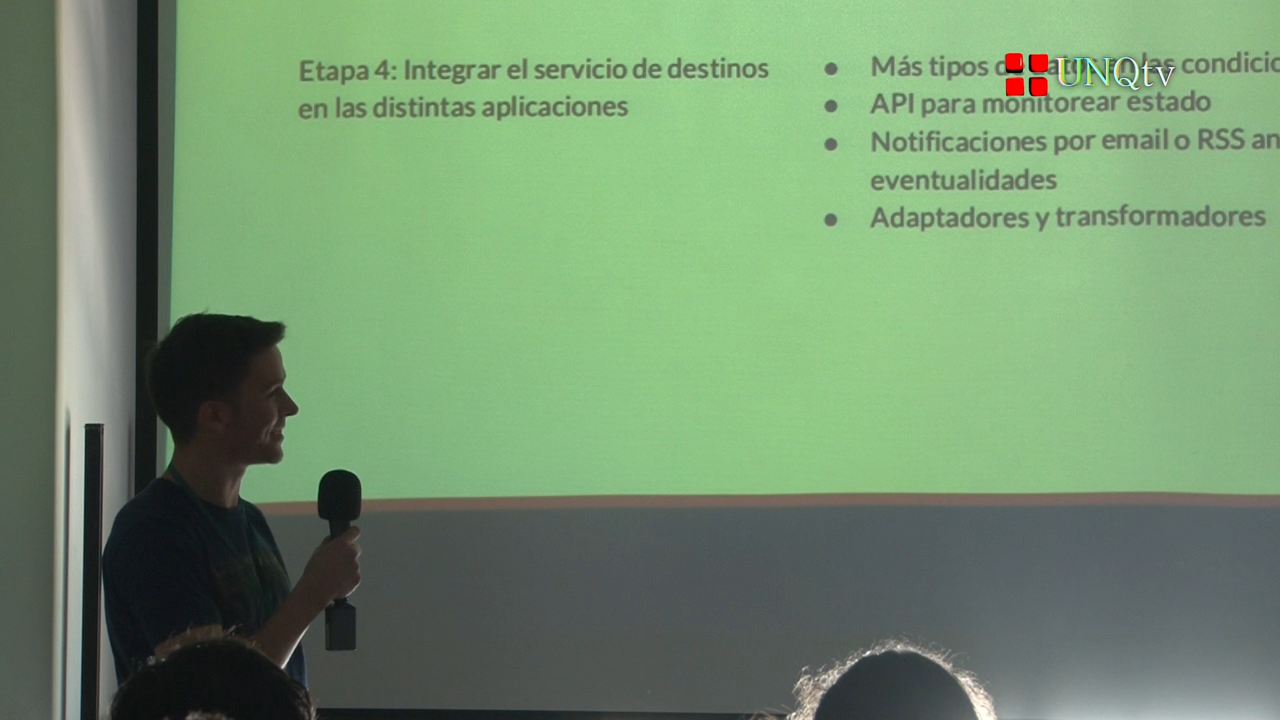 Etapa 4: Integrar el servicio de destinos
en las distintas aplicaciones
● Más tipos
● API para monitorear estado
● Notificaciones por email o RSS
eventualidades
● Adaptadores y transformadores
UNQtv